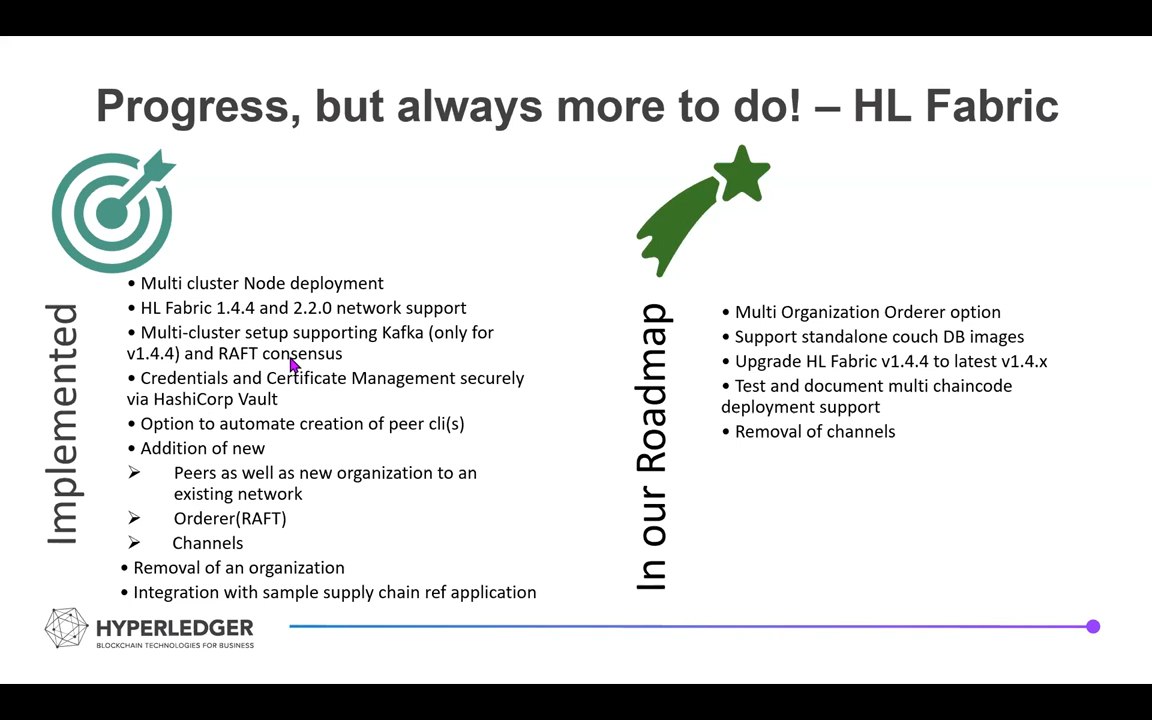 Progress, but always more to do! – HL Fabric
Implemented
• Multi cluster Node deployment
• HL Fabric 1.4.4 and 2.2.0 network support
• Multi-cluster setup supporting Kafka (only for
v1.4.4) and RAFT consensus
• Credentials and Certificate Management securely
via HashiCorp Vault
• Option to automate creation of peer cli(s)
• Addition of new
➢ Peers as well as new organization to an
existing network
➢ Orderer(RAFT)
➢ Channels
• Removal of an organization
• Integration with sample supply chain ref application
In our Roadmap
• Multi Organization Orderer option
• Support standalone couch DB images
• Upgrade HL Fabric v1.4.4 to latest v1.4.x
• Test and document multi chaincode
deployment support
• Removal of channels
HYPERLEDGER
BLOCKCHAIN TECHNOLOGIES FOR BUSINESS